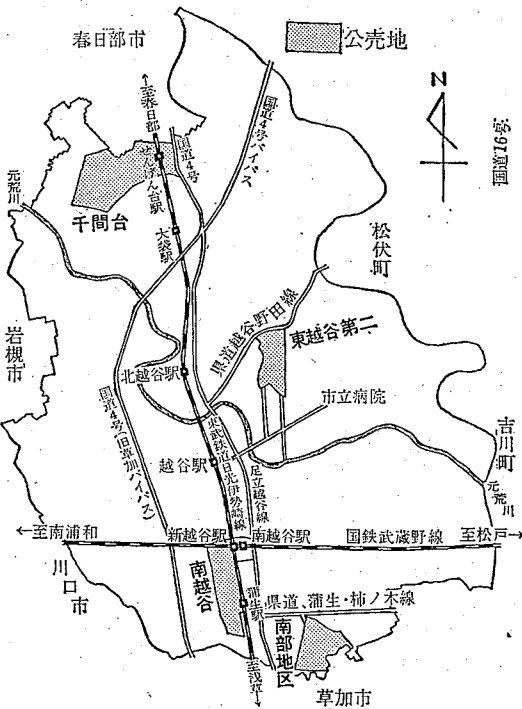 春日部市
公売地
N
国道16号
←至春日部
せんげん台駅
国道4号
国道4号バイパス
元荒川
千間台
大袋駅
松伏町
岩槻市
県道越谷野田線
東越谷第二
北越谷駅
市立病院
国道4号(旧草加バイパス)
越谷駅
東武鉄道日光伊勢崎線
足立越谷線
吉川町
元荒川
←至南浦和
新越谷駅
南越谷駅
国鉄武蔵野線
至松戸→
川口市
南越谷
蒲生駅
県道、蒲生・柿ノ木線
南部地区
至浅草→
草加市